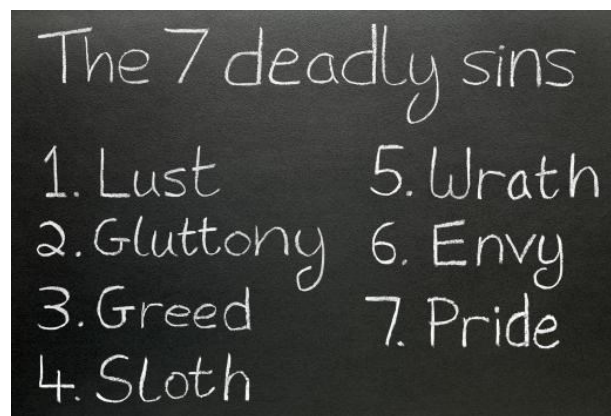 The 7 deadly sins
1. Lust
2. Gluttony
3. Greed
4. Sloth
5. Wrath
6. Envy
7. Pride